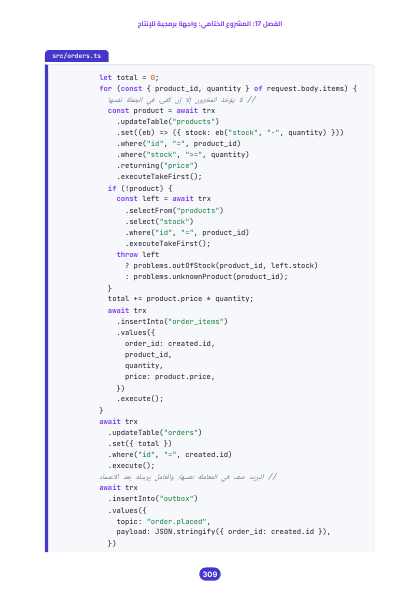 الفصل 17: المشروع الختامي: واجهة برمجية للإنتاج
src/orders.ts
let total = 0;
for (const { product_id, quantity } of request.body.items) {
// لا يؤخذ المخزون إلا إن كفى، في الجملة نفسها
const product = await trx
.updateTable("products")
.set((eb) => ({ stock: eb("stock", "-", quantity) }))
.where("id", "=", product_id)
.where("stock", ">=", quantity)
.returning("price")
.executeTakeFirst();
if (!product) {
const left = await trx
.selectFrom("products")
.select("stock")
.where("id", "=", product_id)
.executeTakeFirst();
throw left
? problems.outOfStock(product_id, left.stock)
: problems.unknownProduct(product_id);
}
total += product.price * quantity;
await trx
.insertInto("order_items")
.values({
order_id: created.id,
product_id,
quantity,
price: product.price,
})
.execute();
}
await trx
.updateTable("orders")
.set({ total })
.where("id", "=", created.id)
.execute();
// البريد صف في المعاملة نفسها؛ والعامل يرسله بعد الاعتماد
await trx
.insertInto("outbox")
.values({
topic: "order.placed",
payload: JSON.stringify({ order_id: created.id }),
})
309